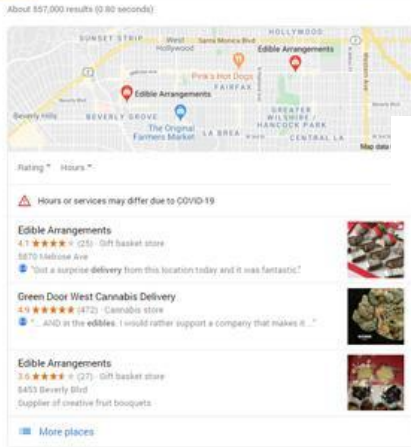 About 557,000 results (0.80 seconds)
HOLLYWOOD
SUNSET STRIP
West
Hollywood
Santa Monica Blvd
Edible Arrangements
Pink's Hot Dogs
Edible Arrangements
FAIRFAX
Beverly Hills
BEVERLY GROVE
The Original
Farmers Market
LA BREA
GREATER
WILSHIRE /
HANCOCK PARK
CENTRAL LA
Map data
Rating
Hours
Hours or services may differ due to COVID-19
Edible Arrangements
4.1 (25) · Gift basket store
5870 Melrose Ave
"Got a surprise delivery from this location today and it was fantastic."
Green Door West Cannabis Delivery
4.9 (472) · Cannabis store
"... AND in the edibles. I would rather support a company that makes it ..."
Edible Arrangements
3.6 (27) · Gift basket store
8453 Beverly Blvd
Supplier of creative fruit bouquets
More places